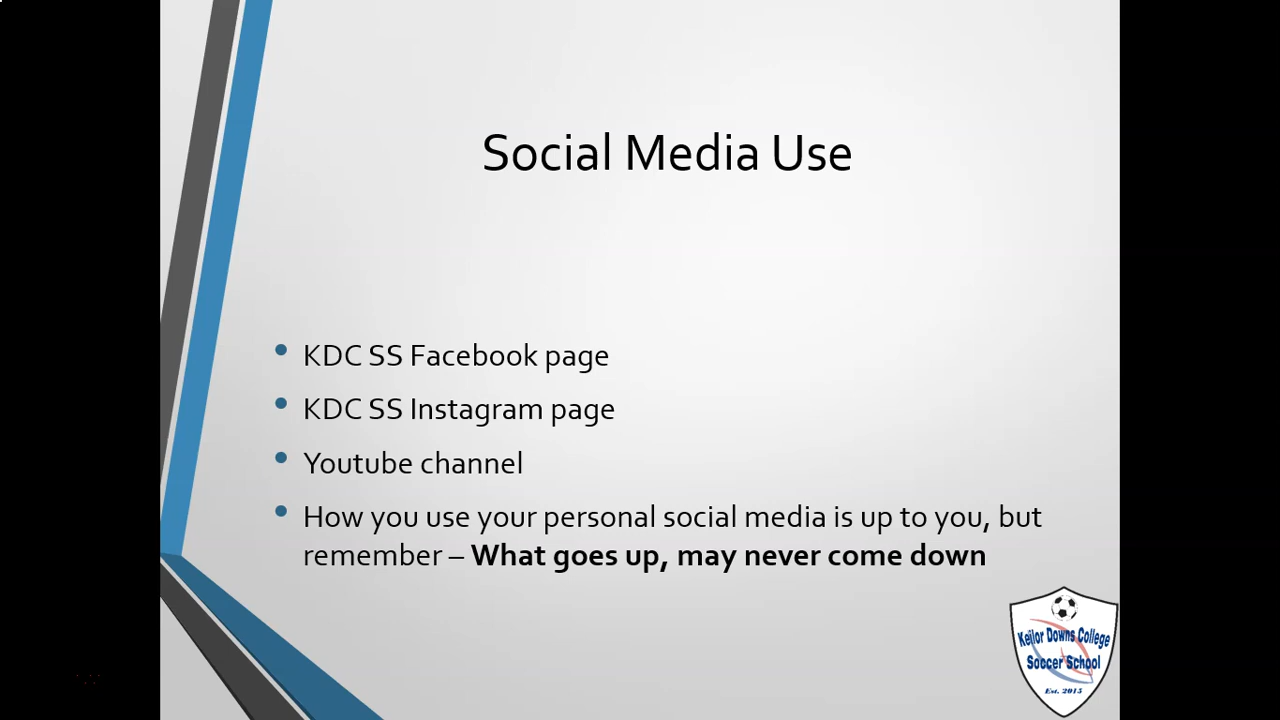 Social Media Use
• KDC SS Facebook page
• KDC SS Instagram page
• Youtube channel
• How you use your personal social media is up to you, but
remember – What goes up, may never come down
Keilor Downs College
Soccer School
Est. 2015